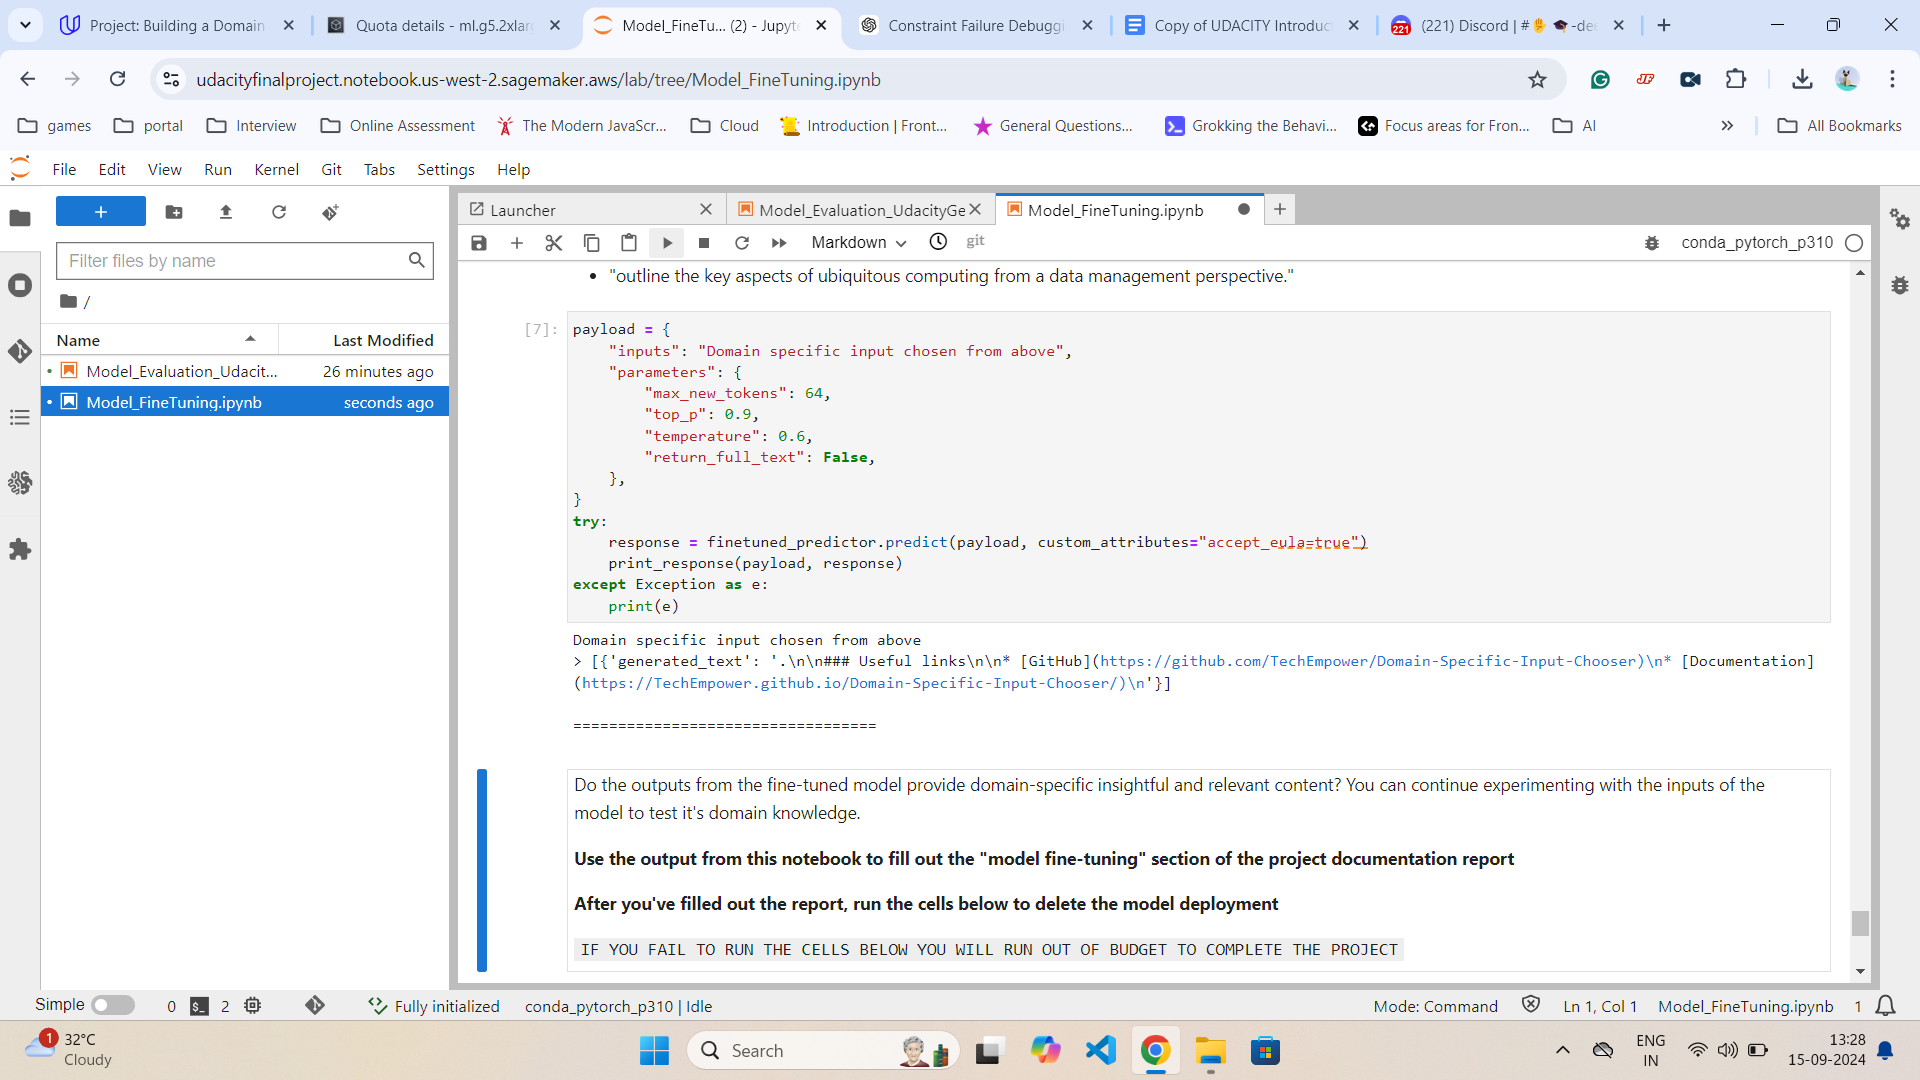 Project: Building a Domain
Quota details - ml.g5.2xlarg
Model_FineTu... (2) - Jupyte
Constraint Failure Debuggi
Copy of UDACITY Introduct
221
(221) Discord | #✋🎓-dee
udacityfinalproject.notebook.us-west-2.sagemaker.aws/lab/tree/Model_FineTuning.ipynb
games
portal
Interview
Online Assessment
The Modern JavaScr...
Cloud
Introduction | Front...
General Questions...
Grokking the Behavi...
Focus areas for Fron...
AI
All Bookmarks
File Edit View Run Kernel Git Tabs Settings Help
Launcher
Model_Evaluation_UdacityGe
Model_FineTuning.ipynb
Markdown
git
conda_pytorch_p310
Filter files by name
/
Name
Last Modified
Model_Evaluation_Udacit...
26 minutes ago
Model_FineTuning.ipynb
seconds ago
• "outline the key aspects of ubiquitous computing from a data management perspective."
[7]:
payload = {
"inputs": "Domain specific input chosen from above",
"parameters": {
"max_new_tokens": 64,
"top_p": 0.9,
"temperature": 0.6,
"return_full_text": False,
},
}
try:
response = finetuned_predictor.predict(payload, custom_attributes="accept_eula=true")
print_response(payload, response)
except Exception as e:
print(e)
Domain specific input chosen from above
> [{'generated_text': '.\n\n### Useful links\n\n* [GitHub](https://github.com/TechEmpower/Domain-Specific-Input-Chooser)\n* [Documentation]
(https://TechEmpower.github.io/Domain-Specific-Input-Chooser/)\n'}]
==================================
Do the outputs from the fine-tuned model provide domain-specific insightful and relevant content? You can continue experimenting with the inputs of the
model to test it's domain knowledge.
Use the output from this notebook to fill out the "model fine-tuning" section of the project documentation report
After you've filled out the report, run the cells below to delete the model deployment
IF YOU FAIL TO RUN THE CELLS BELOW YOU WILL RUN OUT OF BUDGET TO COMPLETE THE PROJECT
Simple
0
2
Fully initialized
conda_pytorch_p310 | Idle
Mode: Command
Ln 1, Col 1
Model_FineTuning.ipynb
1
1
32°C
Cloudy
Search
ENG
IN
13:28
15-09-2024